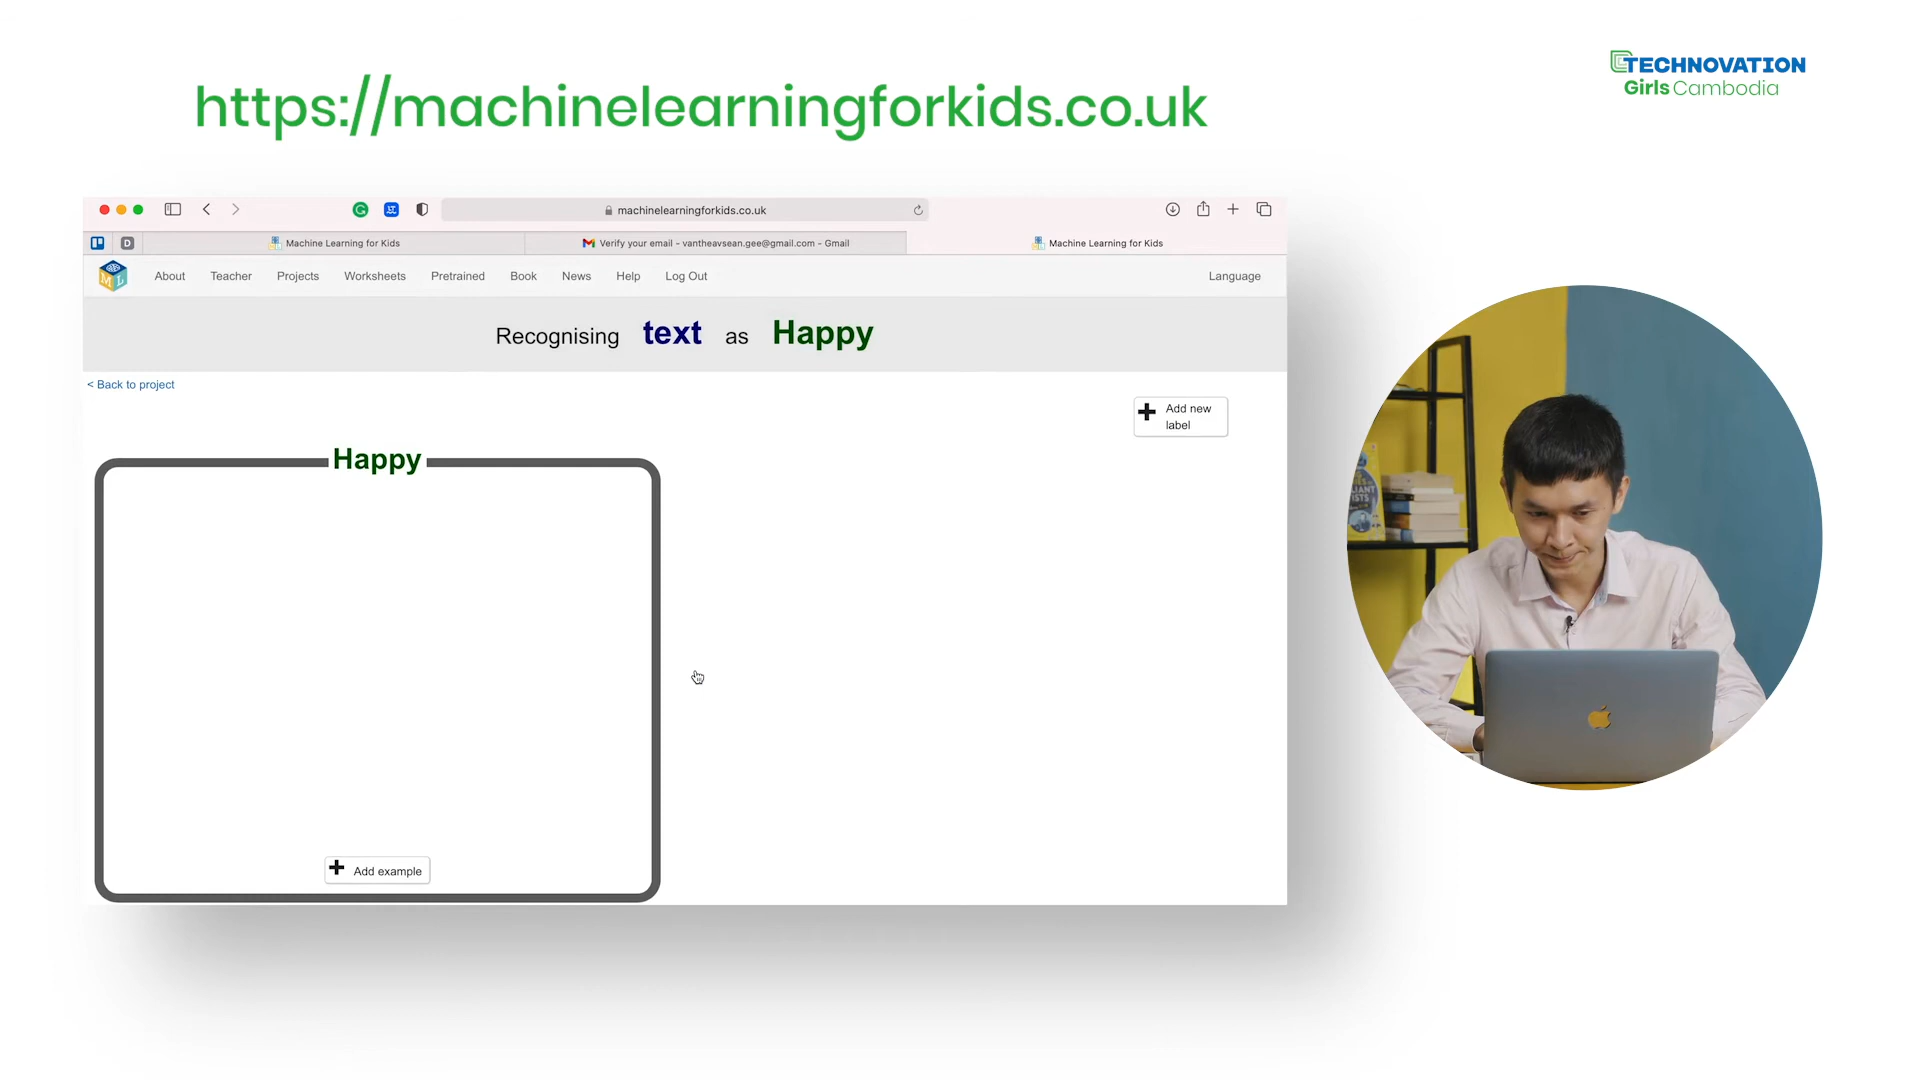 TECHNOVATION
Girls Cambodia
https://machinelearningforkids.co.uk
machinelearningforkids.co.uk
D
Machine Learning for Kids
Verify your email - vantheavsean.gee@gmail.com - Gmail
Machine Learning for Kids
ML
About Teacher Projects Worksheets Pretrained Book News Help Log Out Language
Recognising text as Happy
< Back to project
Add new
label
Happy
Add example